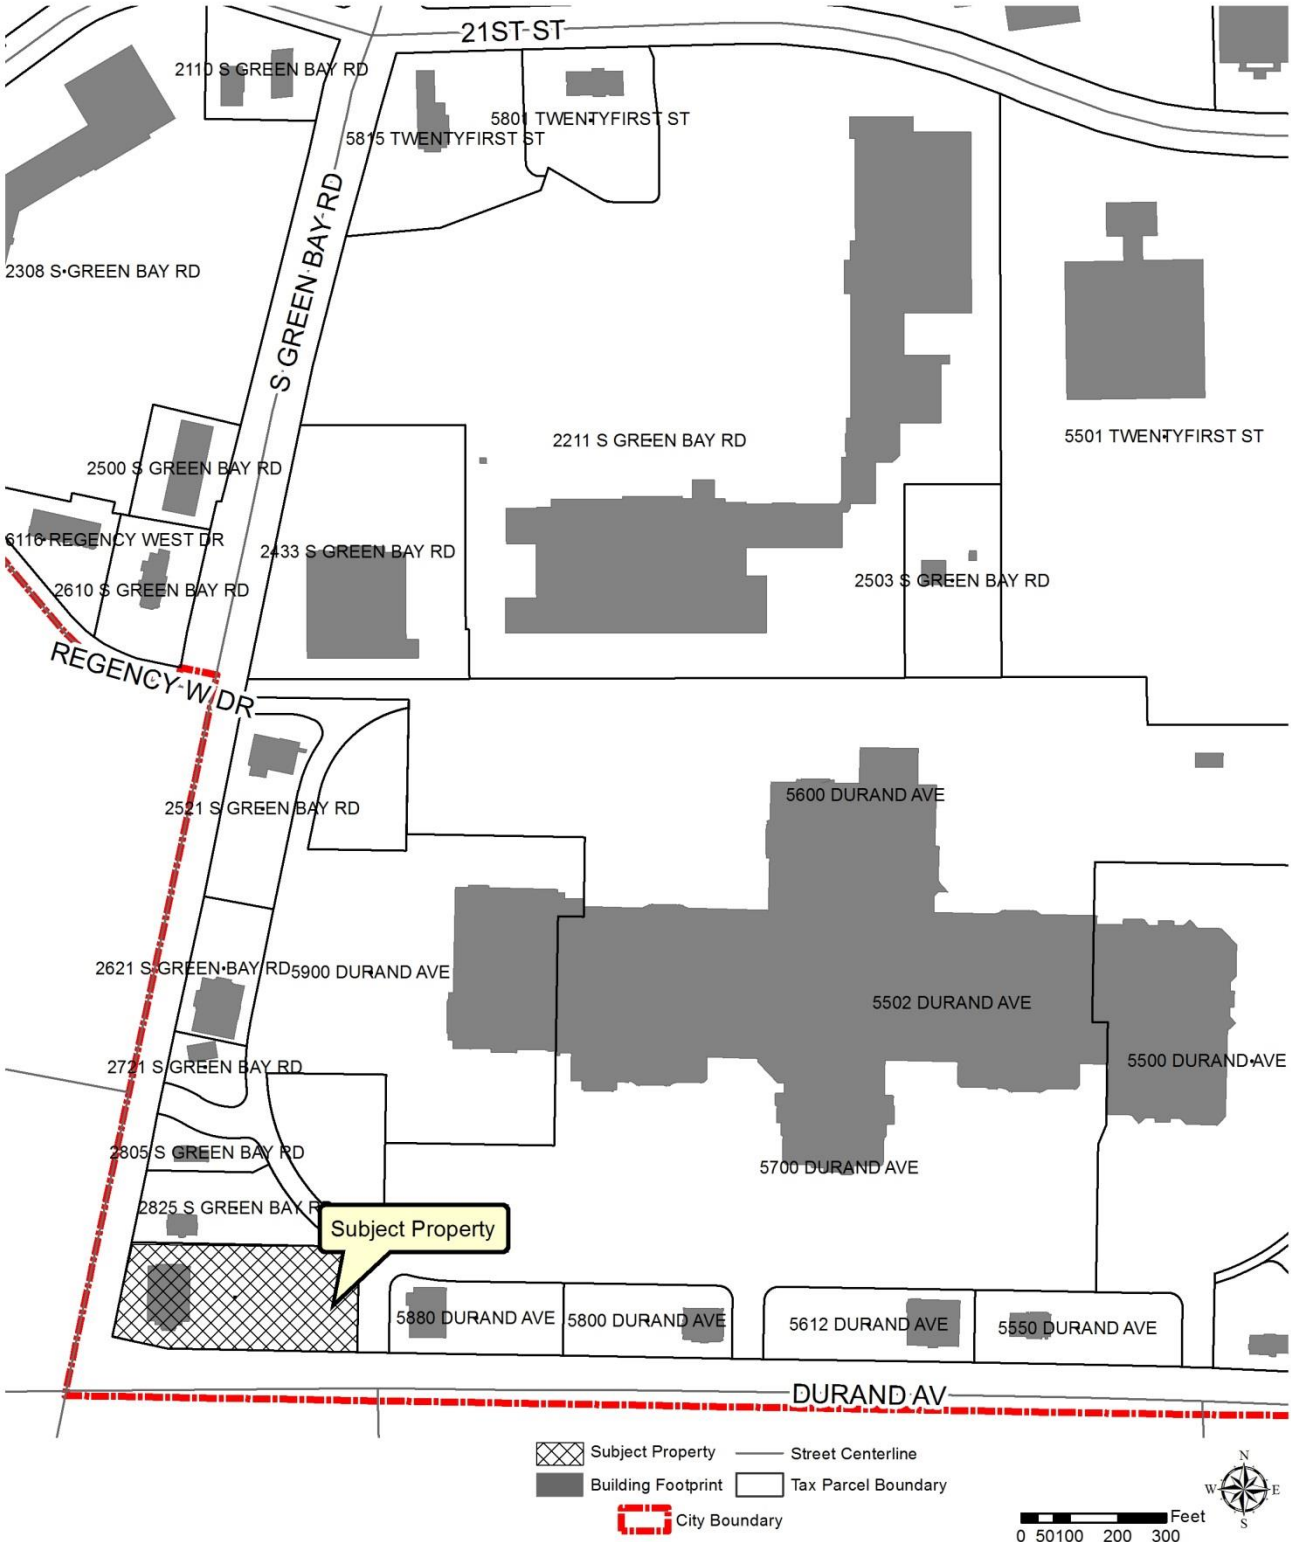 21ST ST
2110 S GREEN BAY RD
5801 TWENTYFIRST ST
5815 TWENTYFIRST ST
S GREEN BAY RD
2308 S GREEN BAY RD
2211 S GREEN BAY RD
5501 TWENTYFIRST ST
2500 S GREEN BAY RD
6116 REGENCY WEST DR
2433 S GREEN BAY RD
2610 S GREEN BAY RD
2503 S GREEN BAY RD
REGENCY W DR
5600 DURAND AVE
2521 S GREEN BAY RD
2621 S GREEN BAY RD
5900 DURAND AVE
5502 DURAND AVE
2721 S GREEN BAY RD
5500 DURAND AVE
2805 S GREEN BAY RD
5700 DURAND AVE
2825 S GREEN BAY R
Subject Property
5880 DURAND AVE
5800 DURAND AVE
5612 DURAND AVE
5550 DURAND AVE
DURAND AV
Subject Property
Street Centerline
Building Footprint
Tax Parcel Boundary
City Boundary
N
W
E
S
Feet
0 50 100 200 300